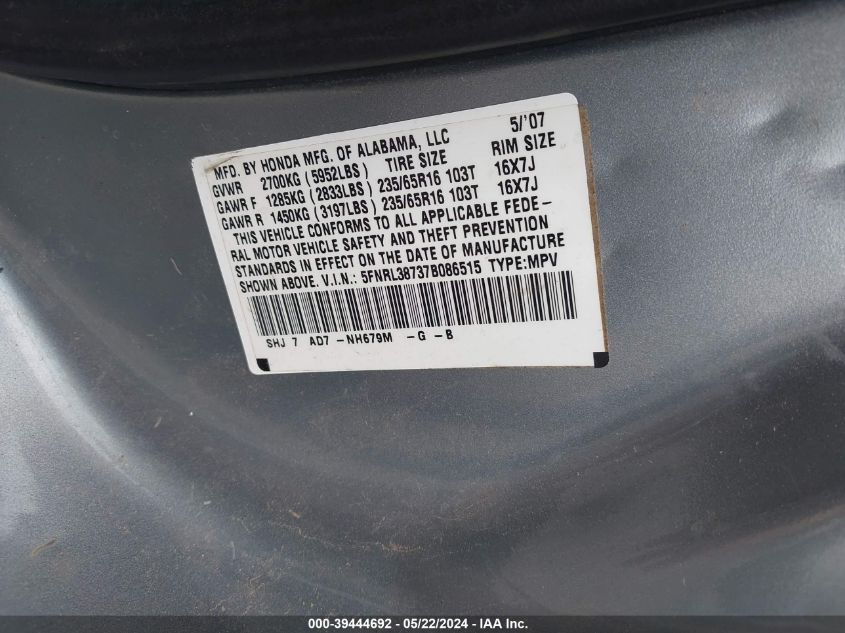 MFD. BY HONDA MFG. OF ALABAMA, LLC 5/'07
GVWR 2700KG(5952LBS) TIRE SIZE RIM SIZE
GAWR F 1285KG(2833LBS) 235/65R16 103T 16X7J
GAWR R 1450KG(3197LBS) 235/65R16 103T 16X7J
THIS VEHICLE CONFORMS TO ALL APPLICABLE FEDE-
RAL MOTOR VEHICLE SAFETY AND THEFT PREVENTION
STANDARDS IN EFFECT ON THE DATE OF MANUFACTURE
SHOWN ABOVE. V.I.N.: 5FNRL38737B086515 TYPE:MPV
SHJ 7 AD7 -NH679M -G -B
000-39444692 - 05/22/2024 - IAA Inc.